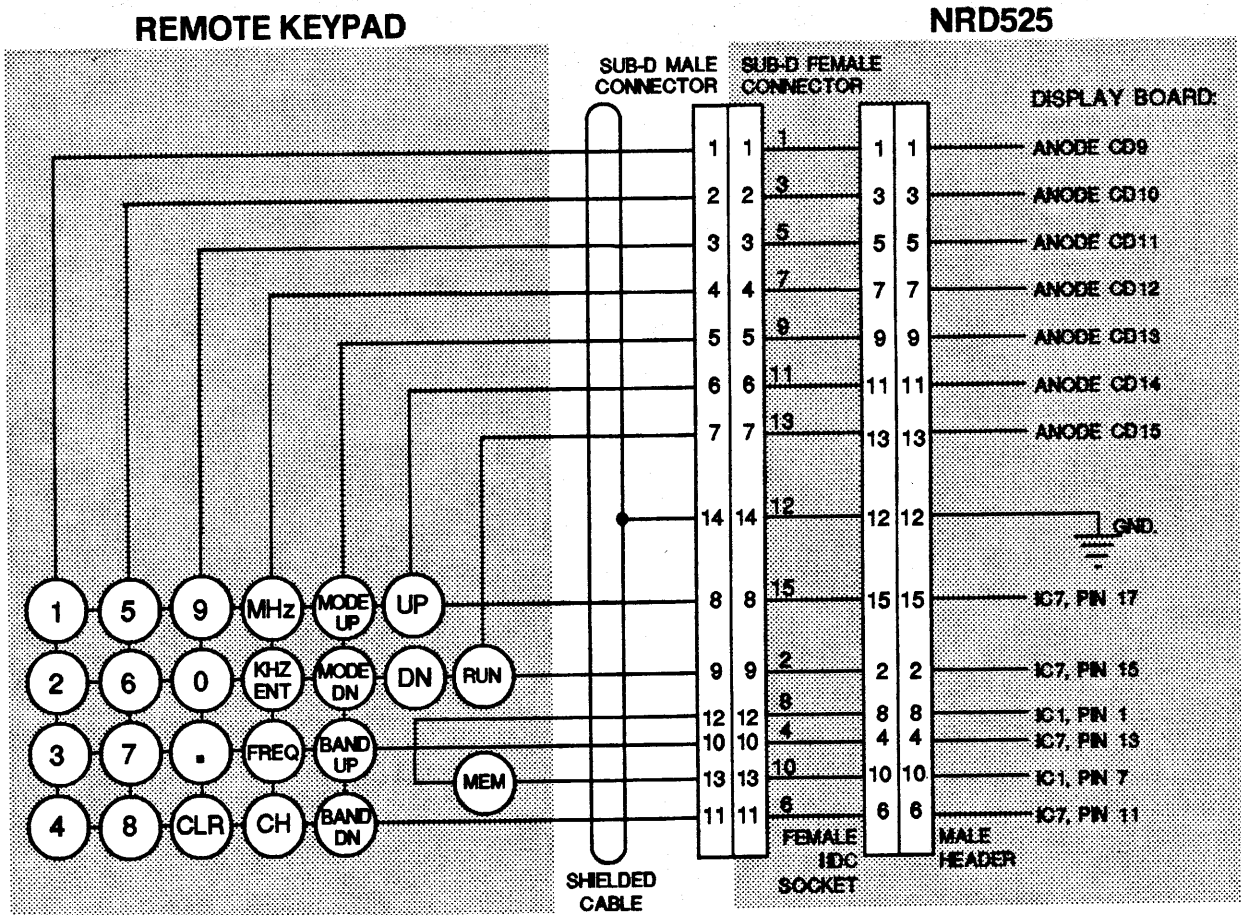 REMOTE KEYPAD
NRD525
SUB-D MALE
CONNECTOR
SUB-D FEMALE
CONNECTOR
DISPLAY BOARD:
1 1 1 1 1 ANODE CD9
2 2 3 3 3 ANODE CD10
3 3 5 5 5 ANODE CD11
4 4 7 7 7 ANODE CD12
5 5 9 9 9 ANODE CD13
6 6 11 11 11 ANODE CD14
7 7 13 13 13 ANODE CD15
14 14 12 12 12 GND.
1 5 9 MHz MODE UP UP 8 8 15 15 15 IC7, PIN 17
2 6 0 KHZ ENT MODE DN DN RUN 9 9 2 2 2 IC7, PIN 15
12 12 8 8 8 IC1, PIN 1
3 7 . FREQ BAND UP 10 10 4 4 4 IC7, PIN 13
MEM 13 13 10 10 10 IC1, PIN 7
4 8 CLR CH BAND DN 11 11 6 6 6 IC7, PIN 11
FEMALE
IDC
SOCKET
MALE
HEADER
SHIELDED
CABLE